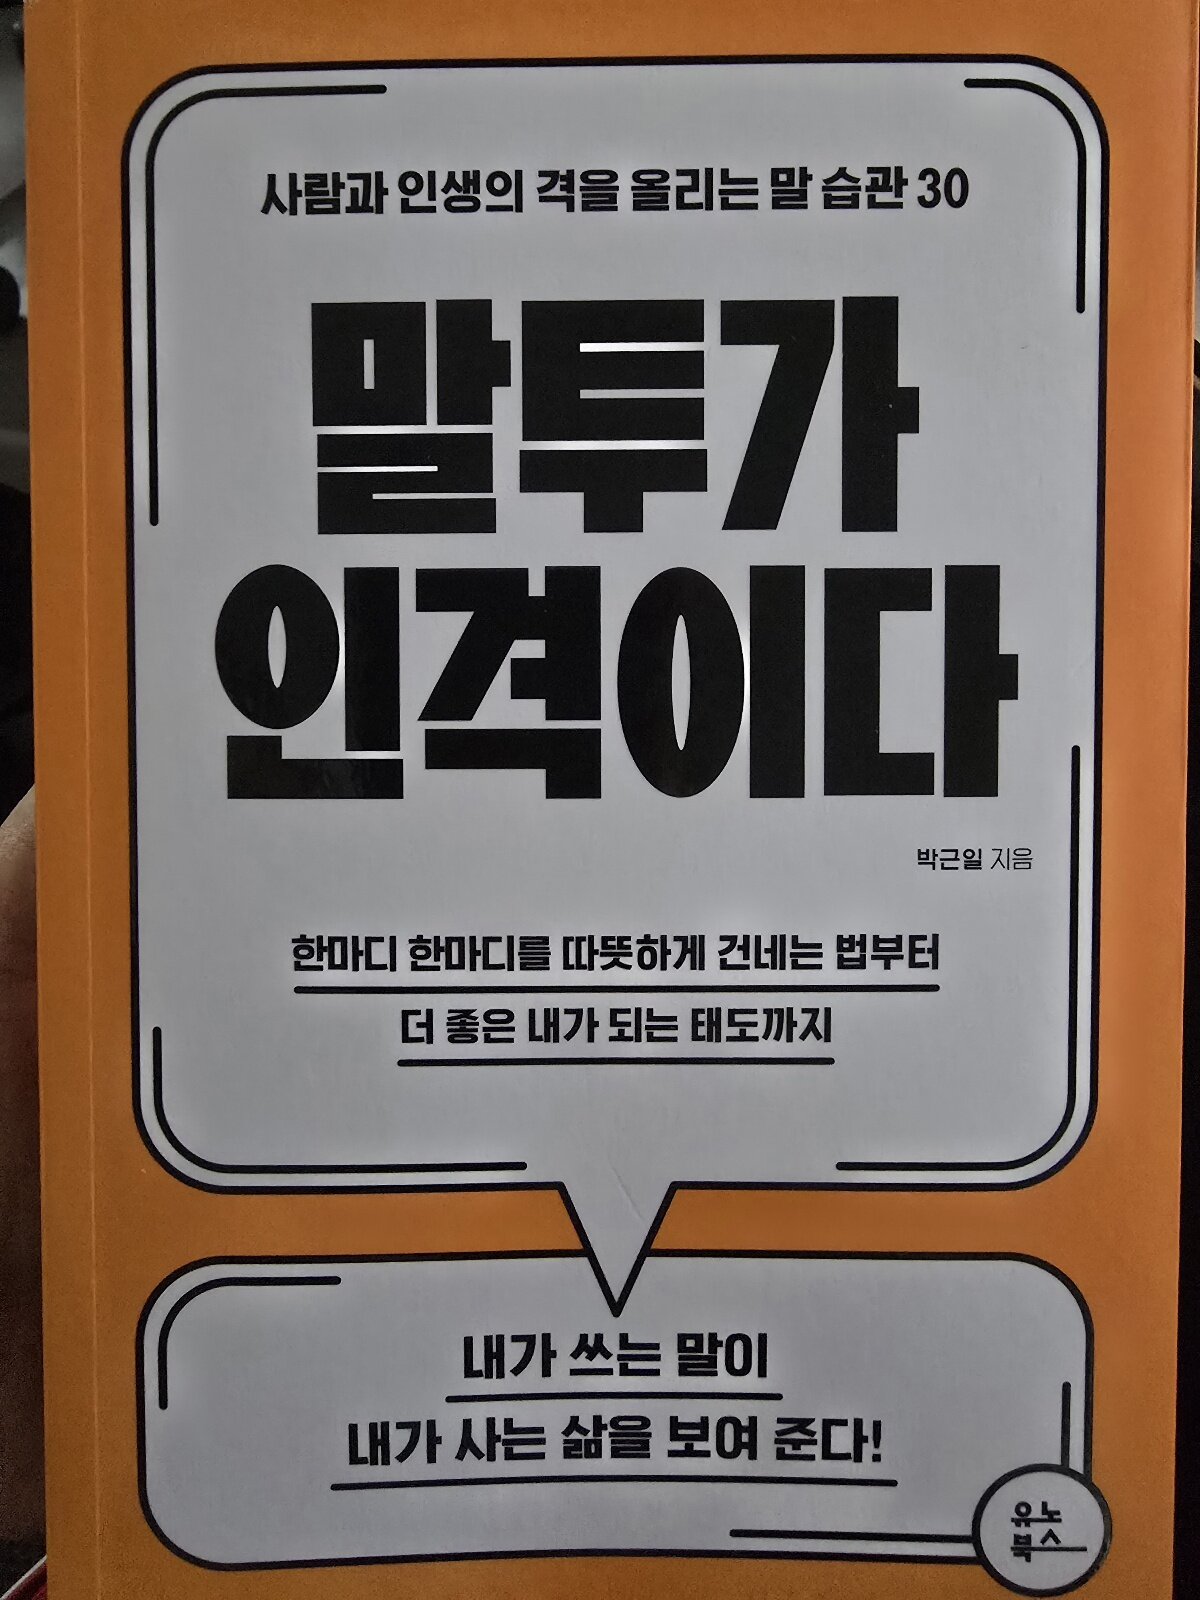 사람과 인생의 격을 올리는 말 습관 30
말투가
인격이다
박근일 지음
한마디 한마디를 따뜻하게 건네는 법부터
더 좋은 내가 되는 태도까지
내가 쓰는 말이
내가 사는 삶을 보여 준다!
유노
북스